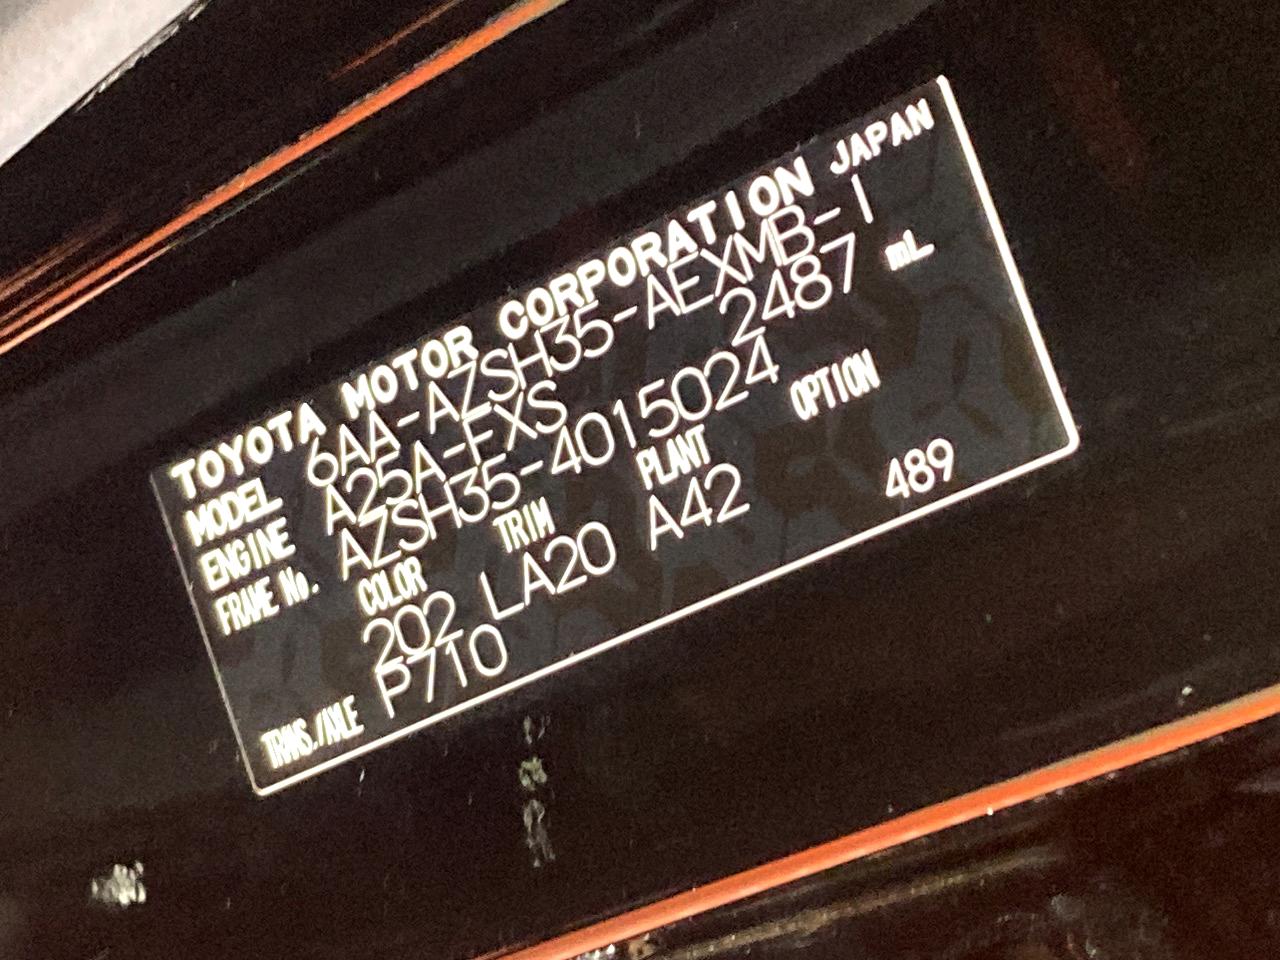 TOYOTA MOTOR CORPORATION JAPAN
MODEL 6AA-AZSH35-AEXMB-1
ENGINE A25A-FXS 2487 mL
FRAME No. AZSH35-4015024
COLOR TRIM PLANT OPTION
202 LA20 A42 489
TRANS./AXLE P710